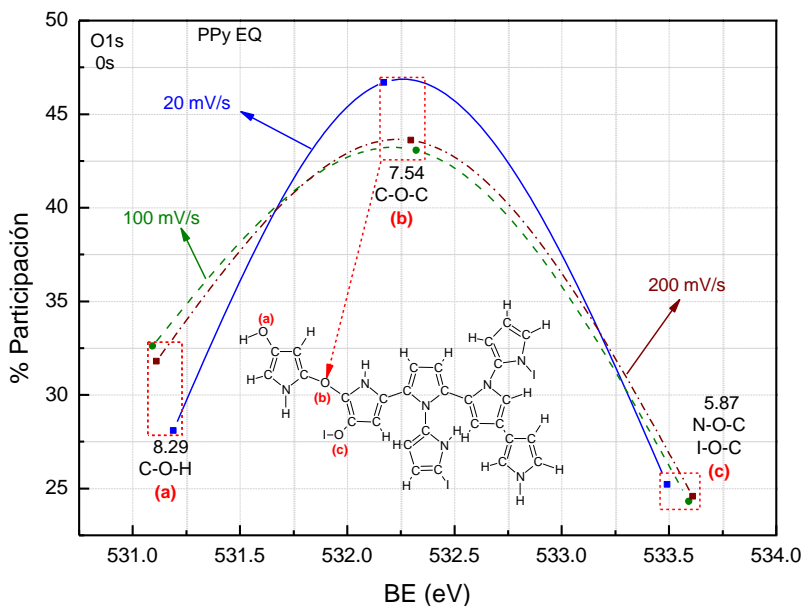 O1s
0s
PPy EQ
20 mV/s
100 mV/s
200 mV/s
7.54
C-O-C
(b)
8.29
C-O-H
(a)
5.87
N-O-C
I-O-C
(c)
(a)
(b)
(c)
% Participación
50
45
40
35
30
25
531.0 531.5 532.0 532.5 533.0 533.5 534.0
BE (eV)